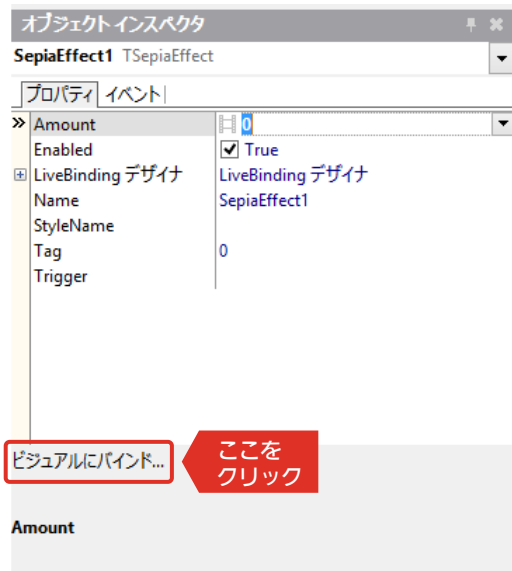 オブジェクト インスペクタ
SepiaEffect1 TSepiaEffect
プロパティ イベント
Amount 0
Enabled True
LiveBinding デザイナ LiveBinding デザイナ
Name SepiaEffect1
StyleName
Tag 0
Trigger
ビジュアルにバインド...
ここを
クリック
Amount